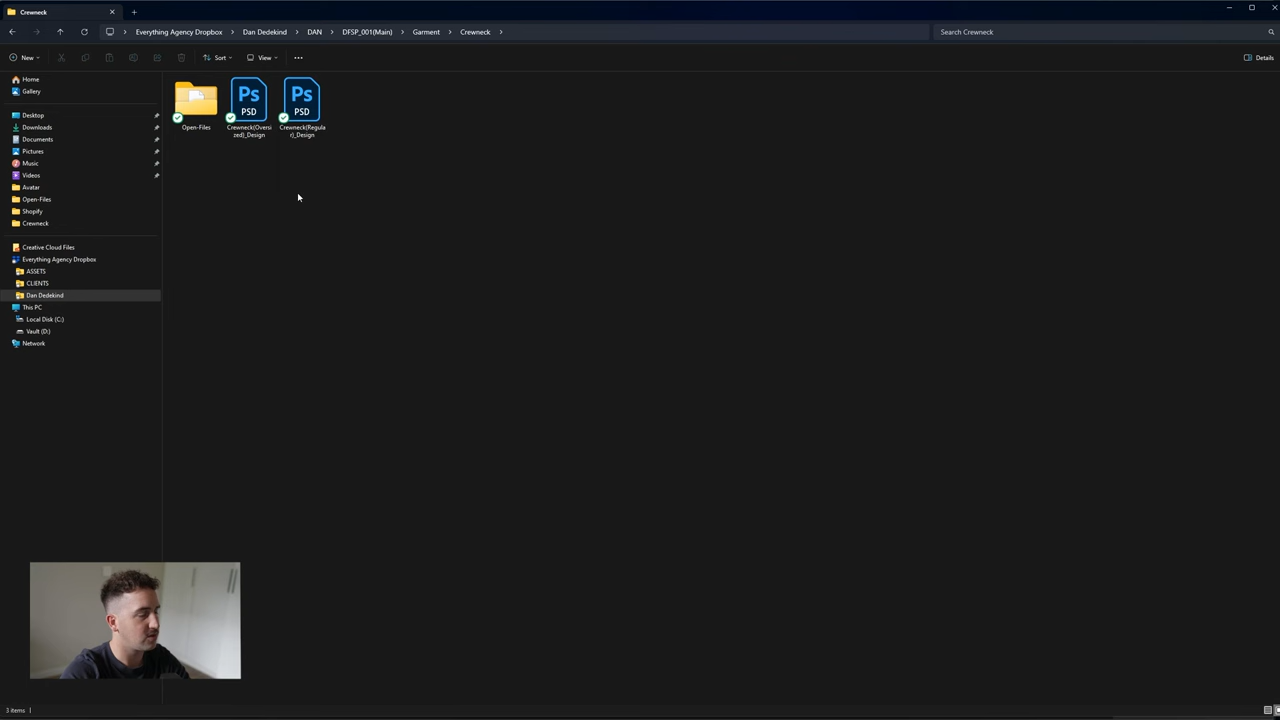 Crewneck
Everything Agency Dropbox > Dan Dedekind > DAN > DFSP_001(Main) > Garment > Crewneck >
Search Crewneck
New
Sort
View
Details
Home
Gallery
Desktop
Downloads
Documents
Pictures
Music
Videos
Avatar
Open-Files
Shopify
Crewneck
Creative Cloud Files
Everything Agency Dropbox
ASSETS
CLIENTS
Dan Dedekind
This PC
Local Disk (C:)
Vault (D:)
Network
Open-Files
Ps
PSD
Crewneck(Oversi
zed)_Design
Ps
PSD
Crewneck(Regula
r)_Design
3 items